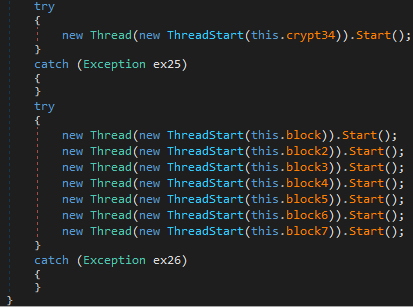 try
{
new Thread(new ThreadStart(this.crypt34)).Start();
}
catch (Exception ex25)
{
}
try
{
new Thread(new ThreadStart(this.block)).Start();
new Thread(new ThreadStart(this.block2)).Start();
new Thread(new ThreadStart(this.block3)).Start();
new Thread(new ThreadStart(this.block4)).Start();
new Thread(new ThreadStart(this.block5)).Start();
new Thread(new ThreadStart(this.block6)).Start();
new Thread(new ThreadStart(this.block7)).Start();
}
catch (Exception ex26)
{
}
}